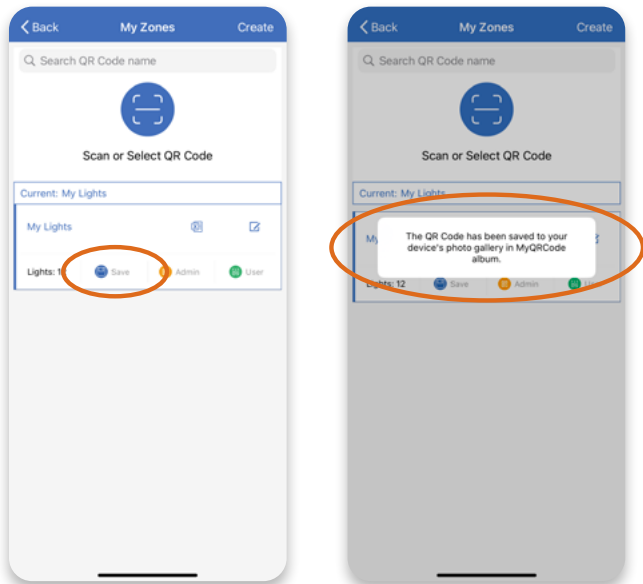 Back My Zones Create
Search QR Code name
Scan or Select QR Code
Current: My Lights
My Lights
Lights: Save Admin User
Back My Zones Create
Search QR Code name
Scan or Select QR Code
Current: My Lights
My
The QR Code has been saved to your
device's photo gallery in MyQRCode
album.
Lights: 12 Save Admin User